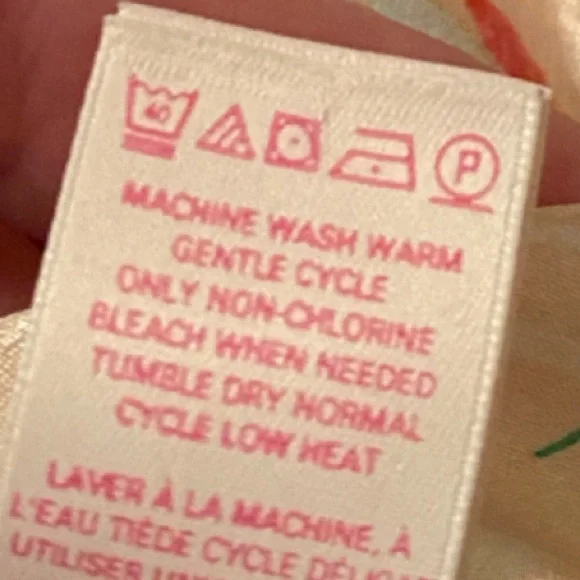 40 P
MACHINE WASH WARM
GENTLE CYCLE
ONLY NON-CHLORINE
BLEACH WHEN NEEDED
TUMBLE DRY NORMAL
CYCLE LOW HEAT
LAVER À LA MACHINE, À
L'EAU TIÈDE CYCLE
UTILISER